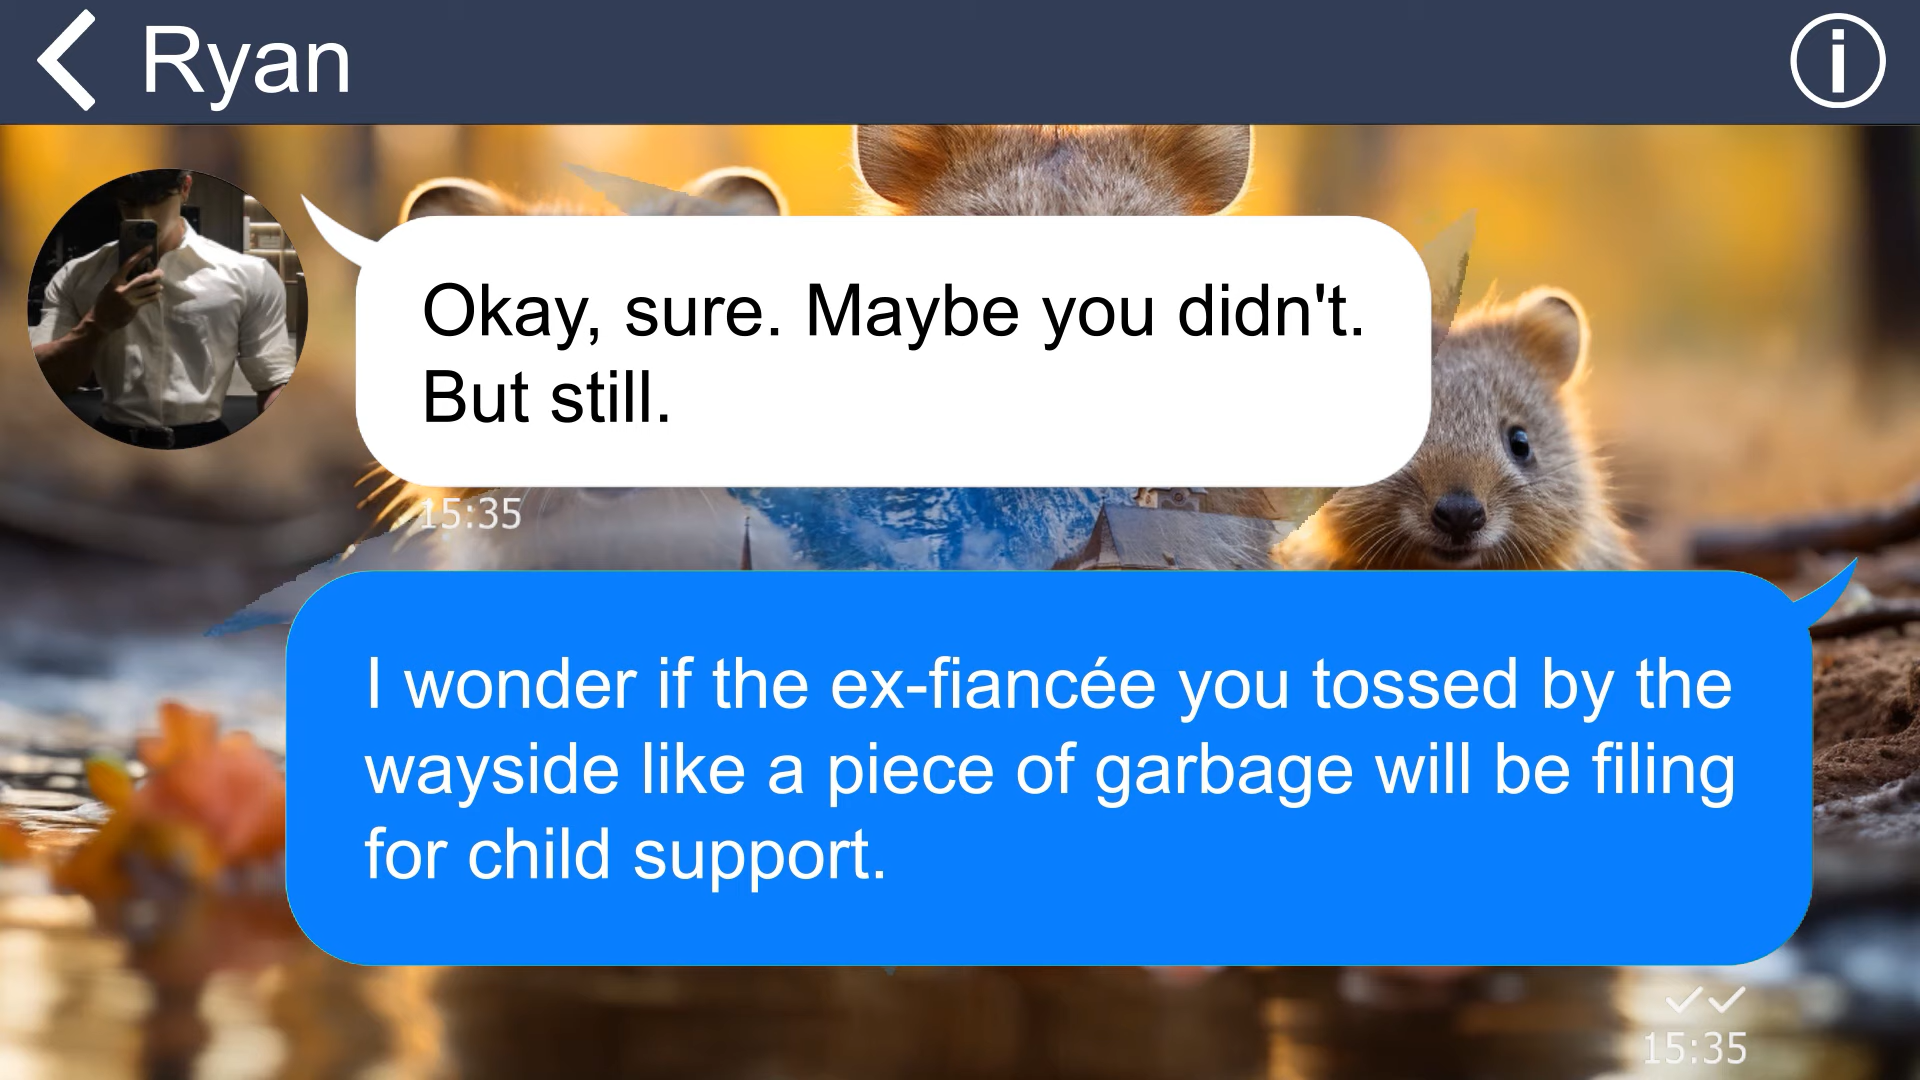 Ryan
Okay, sure. Maybe you didn't.
But still.
15:35
I wonder if the ex-fiancée you tossed by the
wayside like a piece of garbage will be filing
for child support.
15:35